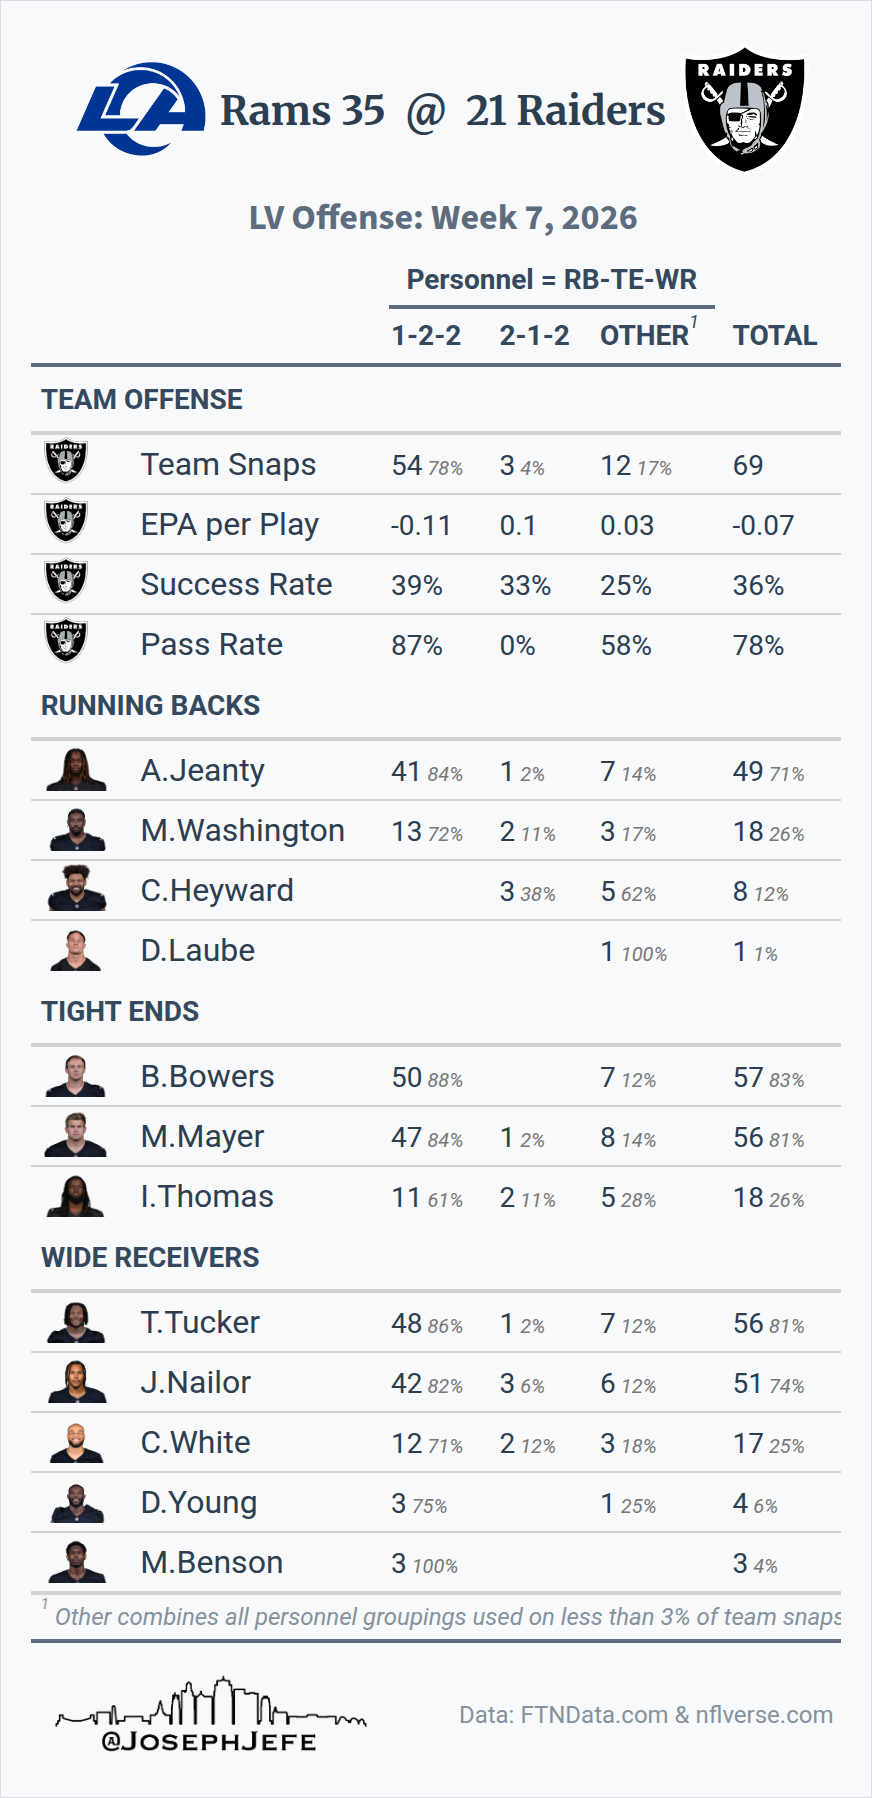 Rams 35 @ 21 Raiders
RAIDERS
LV Offense: Week 7, 2026
Personnel = RB-TE-WR
1-2-2 2-1-2 OTHER1 TOTAL
TEAM OFFENSE
Team Snaps 54 78% 3 4% 12 17% 69
EPA per Play -0.11 0.1 0.03 -0.07
Success Rate 39% 33% 25% 36%
Pass Rate 87% 0% 58% 78%
RUNNING BACKS
A.Jeanty 41 84% 1 2% 7 14% 49 71%
M.Washington 13 72% 2 11% 3 17% 18 26%
C.Heyward 3 38% 5 62% 8 12%
D.Laube 1 100% 1 1%
TIGHT ENDS
B.Bowers 50 88% 7 12% 57 83%
M.Mayer 47 84% 1 2% 8 14% 56 81%
I.Thomas 11 61% 2 11% 5 28% 18 26%
WIDE RECEIVERS
T.Tucker 48 86% 1 2% 7 12% 56 81%
J.Nailor 42 82% 3 6% 6 12% 51 74%
C.White 12 71% 2 12% 3 18% 17 25%
D.Young 3 75% 1 25% 4 6%
M.Benson 3 100% 3 4%
1 Other combines all personnel groupings used on less than 3% of team snaps
@JosephJefe
Data: FTNData.com & nflverse.com